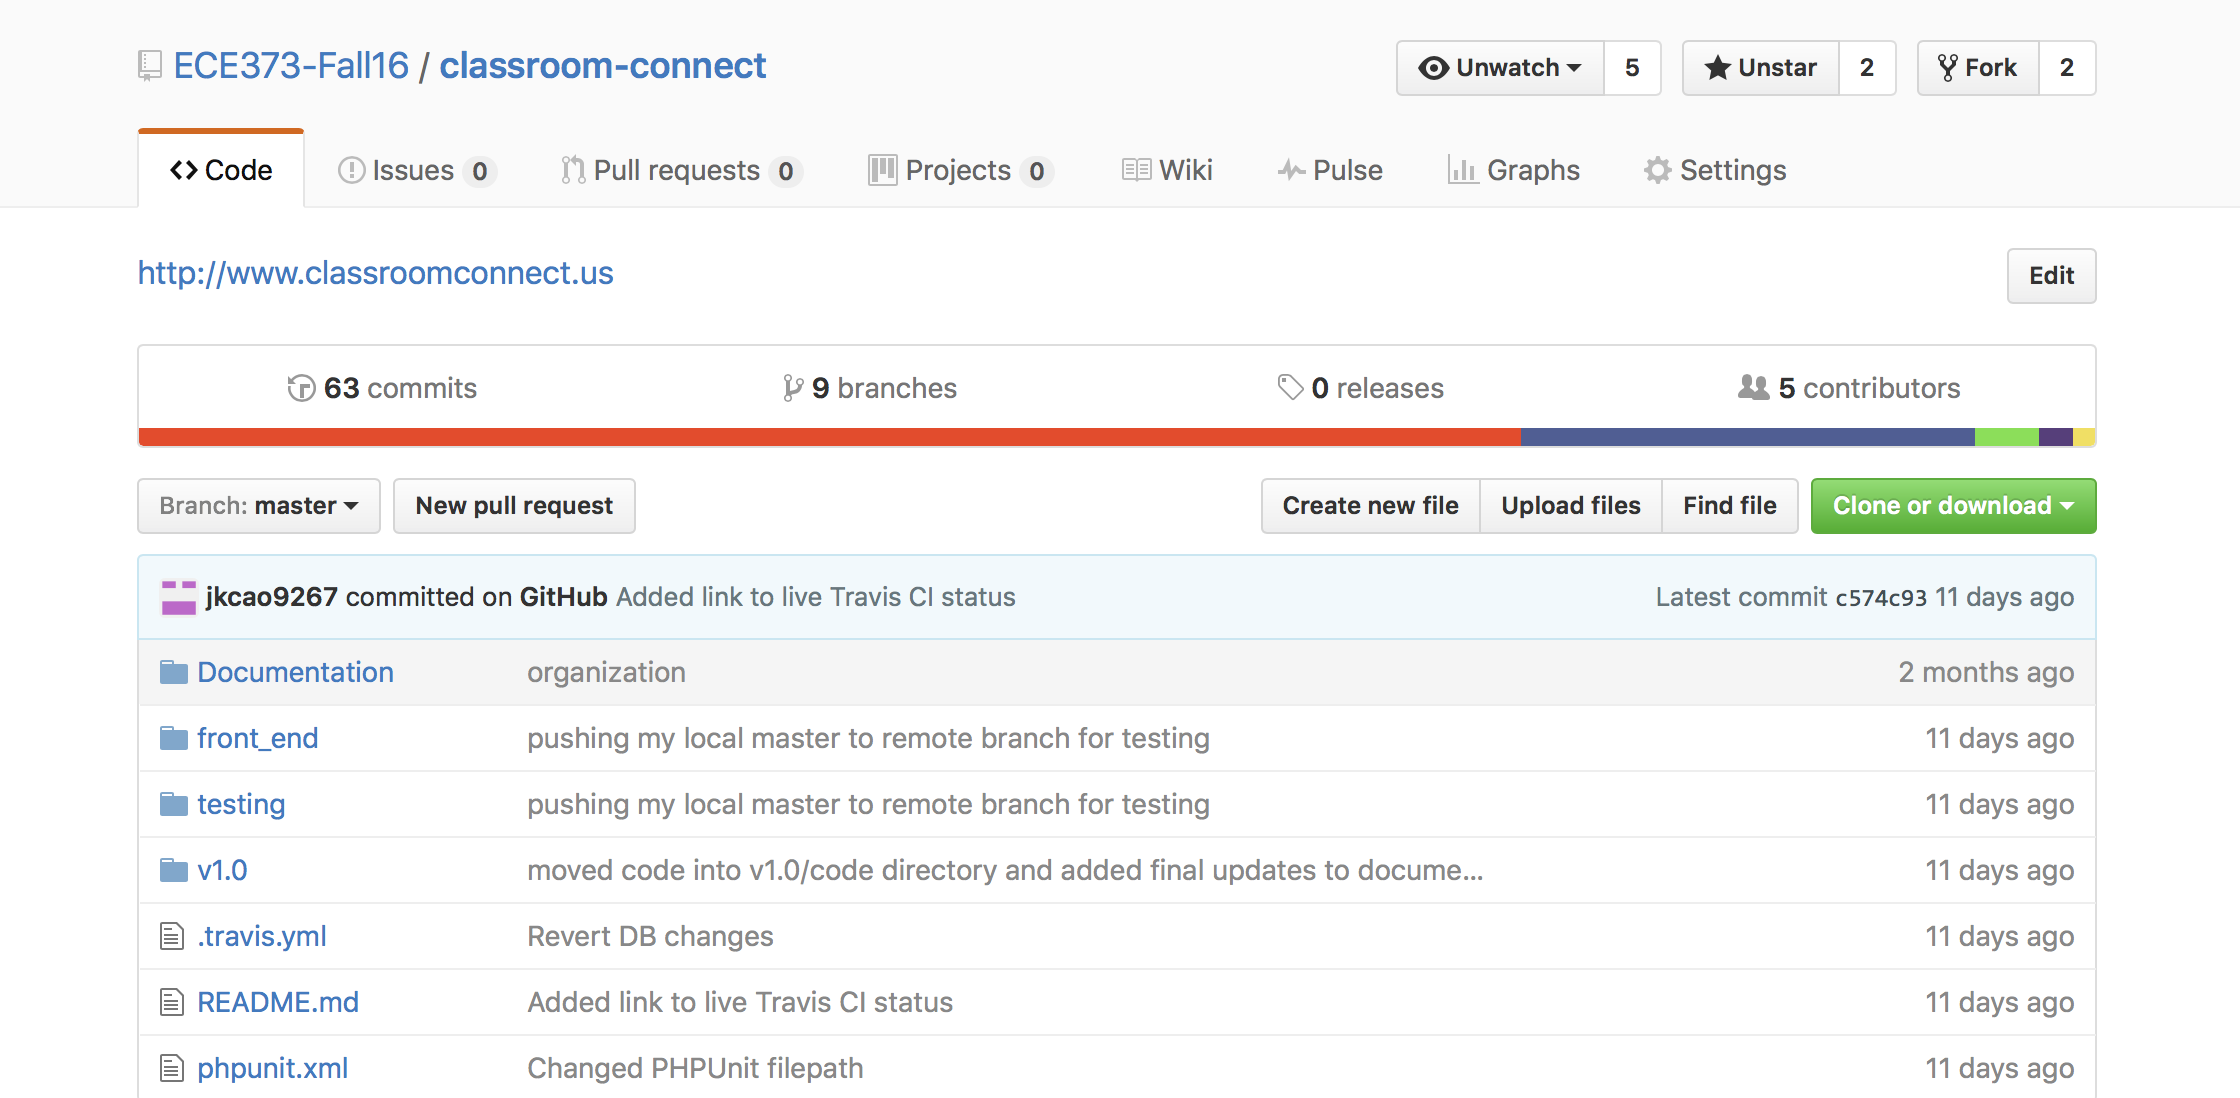 ECE373-Fall16 / classroom-connect
Unwatch 5
Unstar 2
Fork 2
Code
Issues 0
Pull requests 0
Projects 0
Wiki
Pulse
Graphs
Settings
http://www.classroomconnect.us
Edit
63 commits
9 branches
0 releases
5 contributors
Branch: master
New pull request
Create new file
Upload files
Find file
Clone or download
jkcao9267 committed on GitHub Added link to live Travis CI status
Latest commit c574c93 11 days ago
Documentation organization 2 months ago
front_end pushing my local master to remote branch for testing 11 days ago
testing pushing my local master to remote branch for testing 11 days ago
v1.0 moved code into v1.0/code directory and added final updates to docume... 11 days ago
.travis.yml Revert DB changes 11 days ago
README.md Added link to live Travis CI status 11 days ago
phpunit.xml Changed PHPUnit filepath 11 days ago